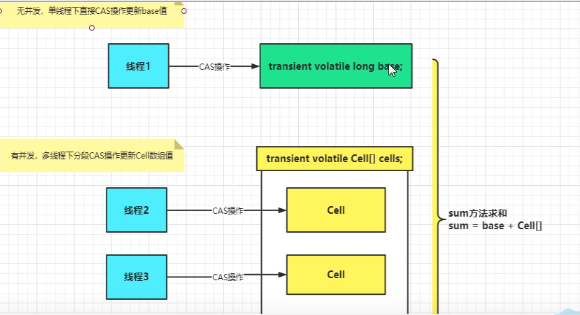 无并发，单线程下直接CAS操作更新base值
线程1
CAS操作
transient volatile long base;
有并发，多线程下分段CAS操作更新Cell数组值
transient volatile Cell[] cells;
线程2
CAS操作
Cell
sum方法求和
sum = base + Cell[]
线程3
CAS操作
Cell